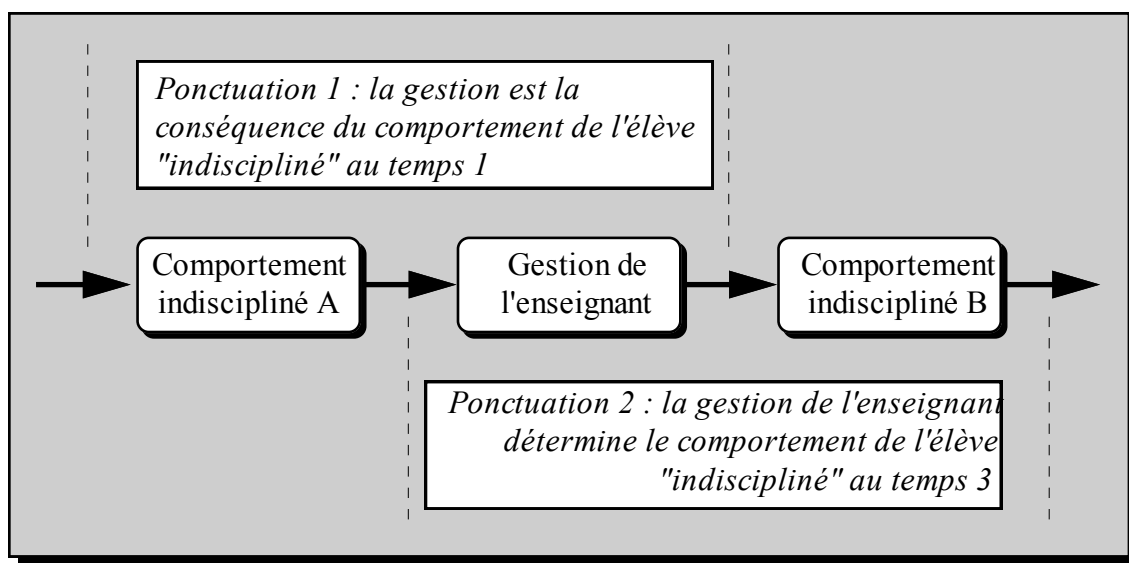 Ponctuation 1 : la gestion est la
conséquence du comportement de l'élève
"indiscipliné" au temps 1
Comportement
indiscipliné A
Gestion de
l'enseignant
Comportement
indiscipliné B
Ponctuation 2 : la gestion de l'enseignant
détermine le comportement de l'élève
"indiscipliné" au temps 3